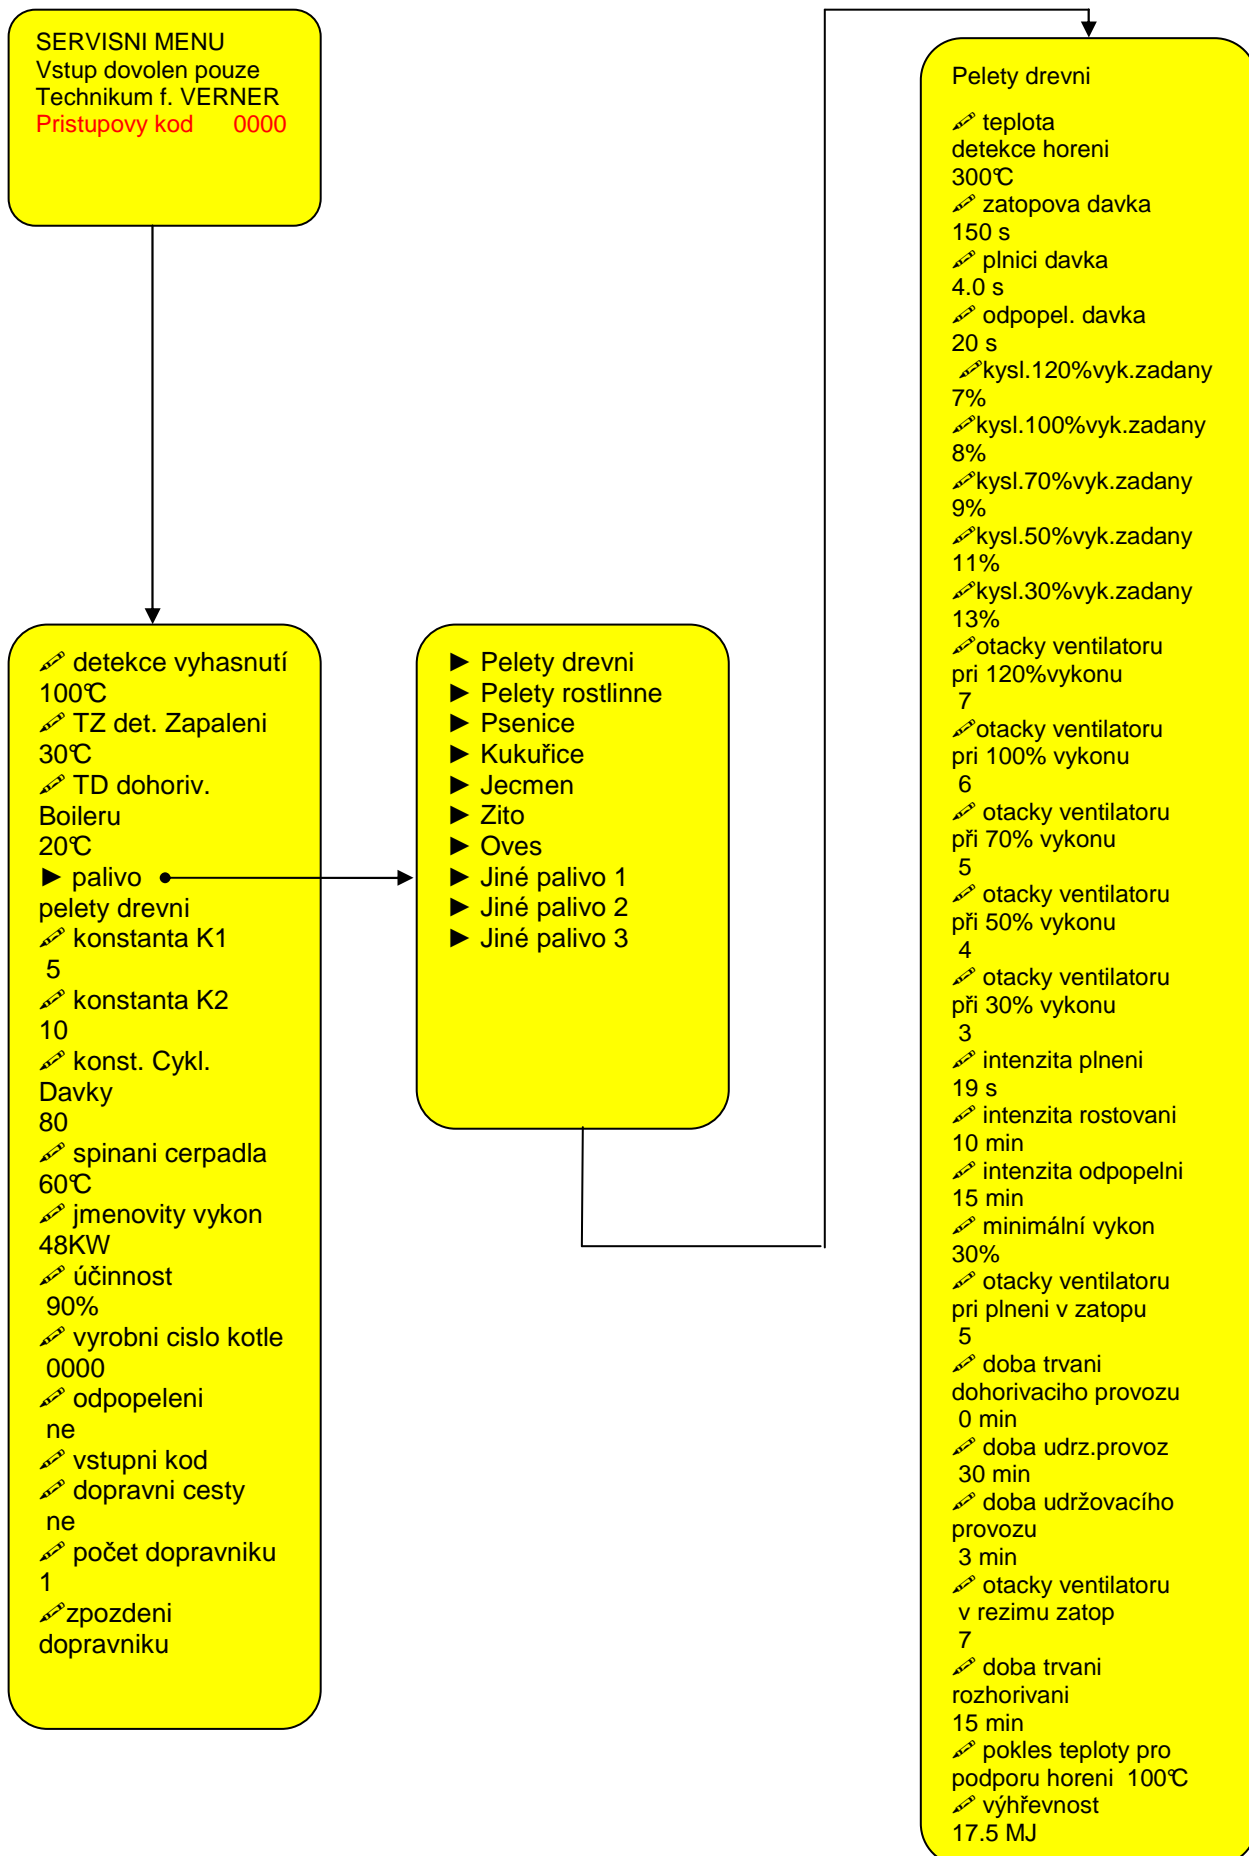 SERVISNI MENU
Vstup dovolen pouze
Technikum f. VERNER
Pristupovy kod 0000
detekce vyhasnutí
100°C
TZ det. Zapaleni
30°C
TD dohoriv.
Boileru
20°C
► palivo
pelety drevni
konstanta K1
5
konstanta K2
10
konst. Cykl.
Davky
80
spinani cerpadla
60°C
jmenovity vykon
48KW
účinnost
90%
vyrobni cislo kotle
0000
odpopeleni
ne
vstupni kod
dopravni cesty
ne
počet dopravniku
1
zpozdeni
dopravniku
► Pelety drevni
► Pelety rostlinne
► Psenice
► Kukuřice
► Jecmen
► Zito
► Oves
► Jiné palivo 1
► Jiné palivo 2
► Jiné palivo 3
Pelety drevni
teplota
detekce horeni
300°C
zatopova davka
150 s
plnici davka
4.0 s
odpopel. davka
20 s
kysl.120%vyk.zadany
7%
kysl.100%vyk.zadany
8%
kysl.70%vyk.zadany
9%
kysl.50%vyk.zadany
11%
kysl.30%vyk.zadany
13%
otacky ventilatoru
pri 120%vykonu
7
otacky ventilatoru
pri 100% vykonu
6
otacky ventilatoru
při 70% vykonu
5
otacky ventilatoru
při 50% vykonu
4
otacky ventilatoru
při 30% vykonu
3
intenzita plneni
19 s
intenzita rostovani
10 min
intenzita odpopelni
15 min
minimální vykon
30%
otacky ventilatoru
pri plneni v zatopu
5
doba trvani
dohorivaciho provozu
0 min
doba udrz.provoz
30 min
doba udržovacího
provozu
3 min
otacky ventilatoru
v rezimu zatop
7
doba trvani
rozhorivani
15 min
pokles teploty pro
podporu horeni 100°C
výhřevnost
17.5 MJ